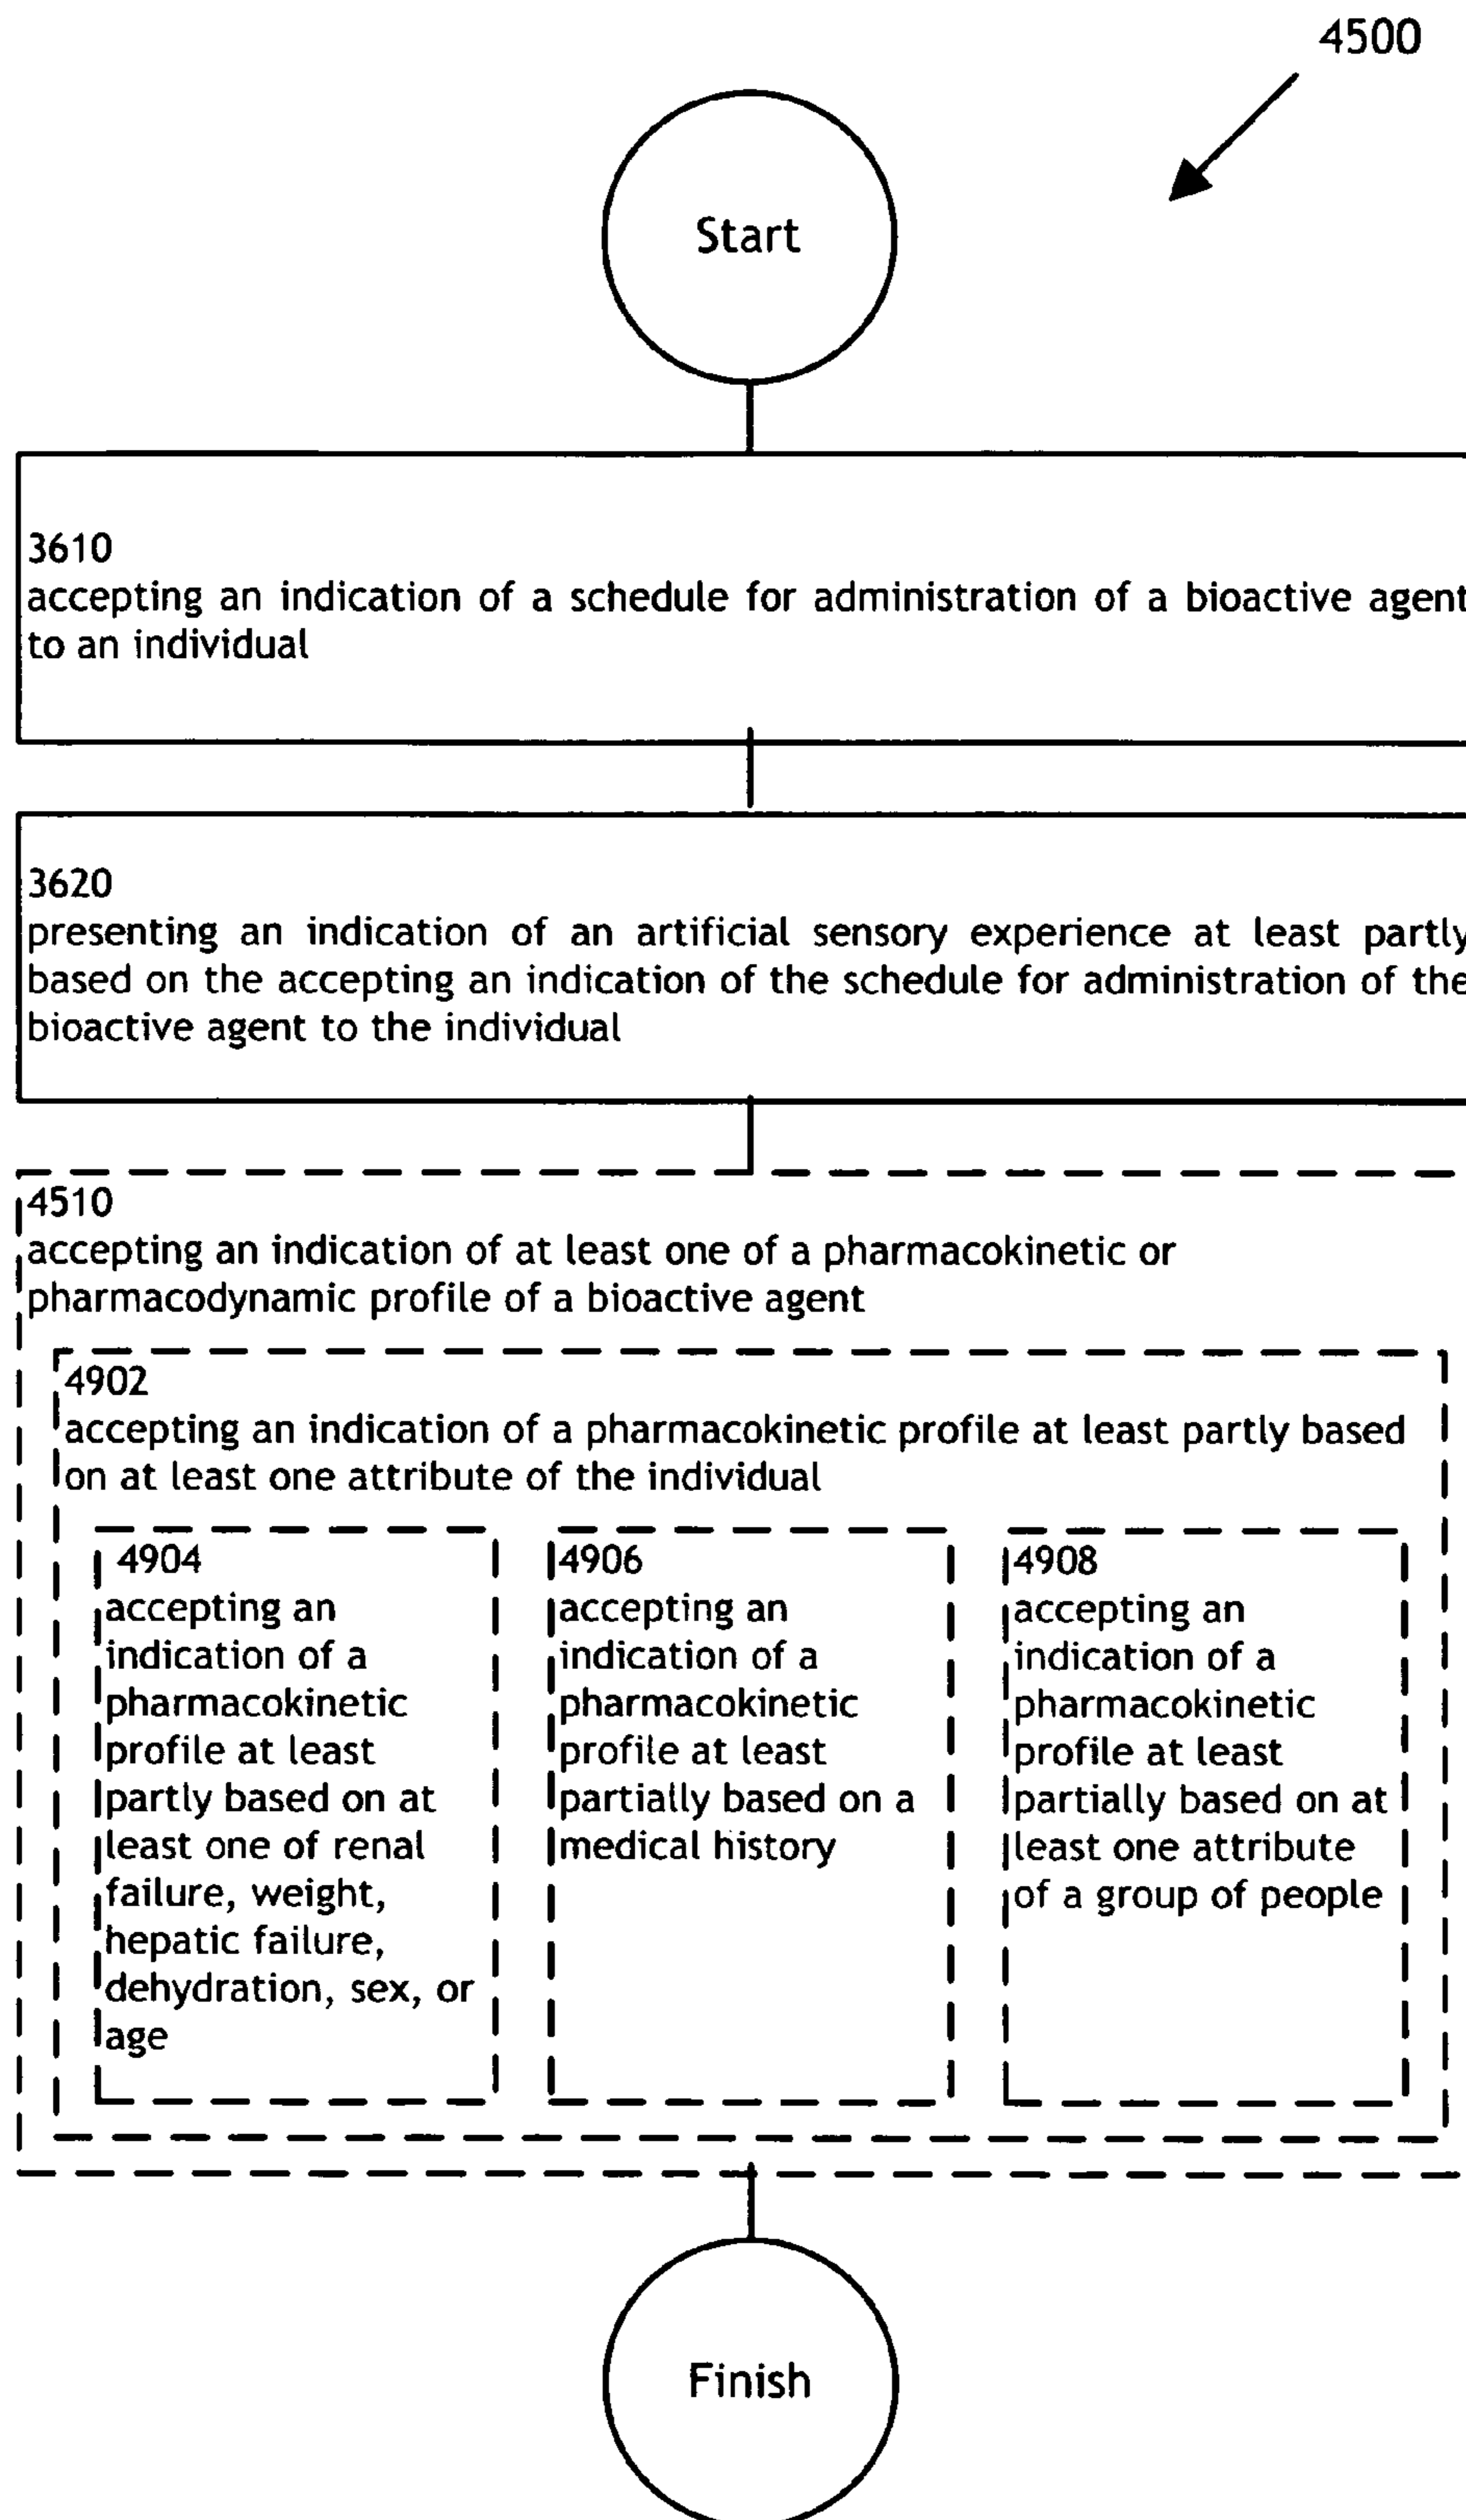 4500
Start
3610
accepting an indication of a schedule for administration of a bioactive agent
to an individual
3620
presenting an indication of an artificial sensory experience at least partly
based on the accepting an indication of the schedule for administration of the
bioactive agent to the individual
4510
accepting an indication of at least one of a pharmacokinetic or
pharmacodynamic profile of a bioactive agent
4902
accepting an indication of a pharmacokinetic profile at least partly based
on at least one attribute of the individual
4904
accepting an
indication of a
pharmacokinetic
profile at least
partly based on at
least one of renal
failure, weight,
hepatic failure,
dehydration, sex, or
age
4906
accepting an
indication of a
pharmacokinetic
profile at least
partially based on a
medical history
4908
accepting an
indication of a
pharmacokinetic
profile at least
partially based on at
least one attribute
of a group of people
Finish